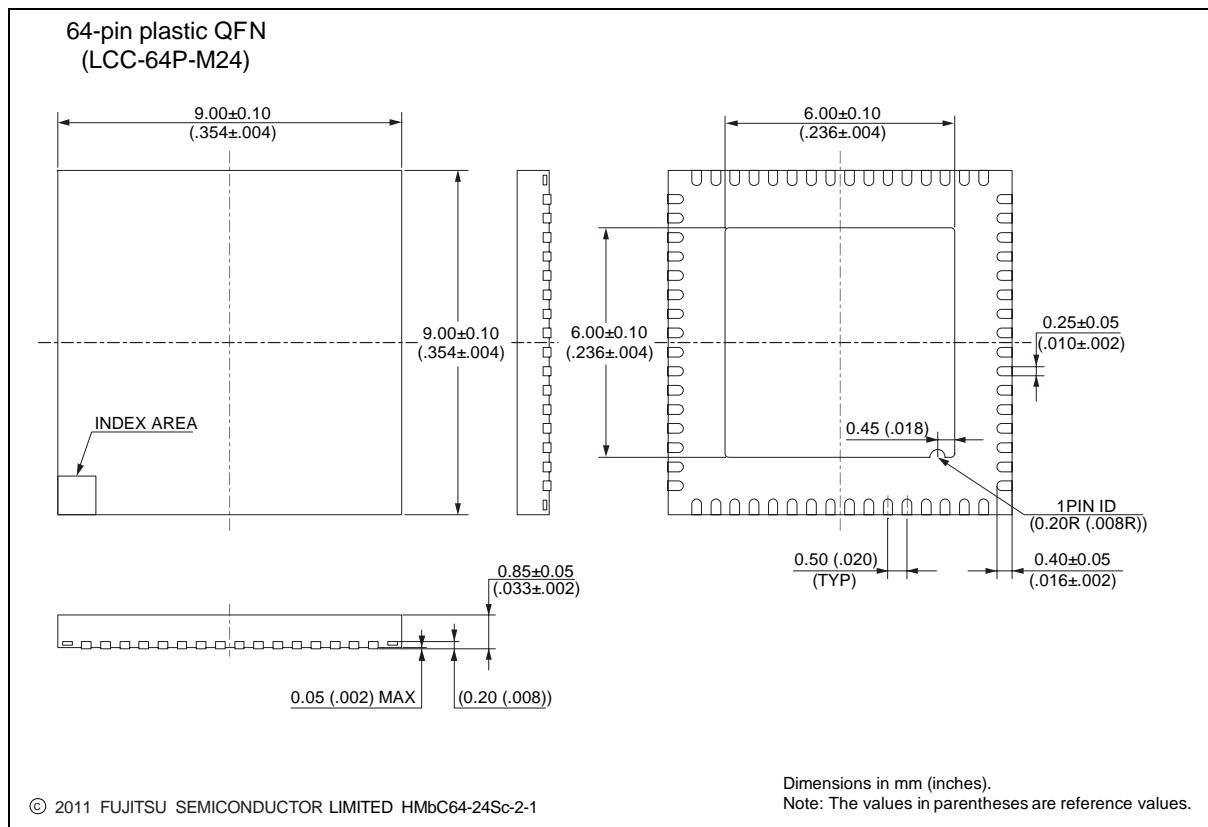 64-pin plastic QFN
(LCC-64P-M24)
9.00±0.10
(.354±.004)
6.00±0.10
(.236±.004)
9.00±0.10
(.354±.004)
6.00±0.10
(.236±.004)
0.25±0.05
(.010±.002)
INDEX AREA
0.45 (.018)
1PIN ID
(0.20R (.008R))
0.50 (.020)
(TYP)
0.40±0.05
(.016±.002)
0.85±0.05
(.033±.002)
0.05 (.002) MAX
(0.20 (.008))
Dimensions in mm (inches).
Note: The values in parentheses are reference values.
© 2011 FUJITSU SEMICONDUCTOR LIMITED HMbC64-24Sc-2-1